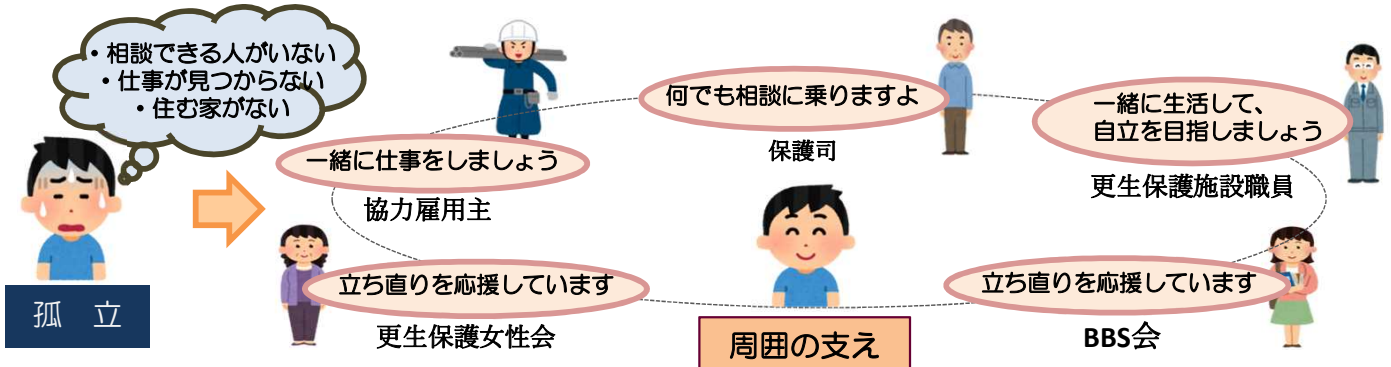 ・相談できる人がいない
・仕事が見つからない
・住む家がない
孤 立
一緒に仕事をしましょう
協力雇用主
何でも相談に乗りますよ
保護司
一緒に生活して、
自立を目指しましょう
更生保護施設職員
立ち直りを応援しています
更生保護女性会
周囲の支え
立ち直りを応援しています
BBS会